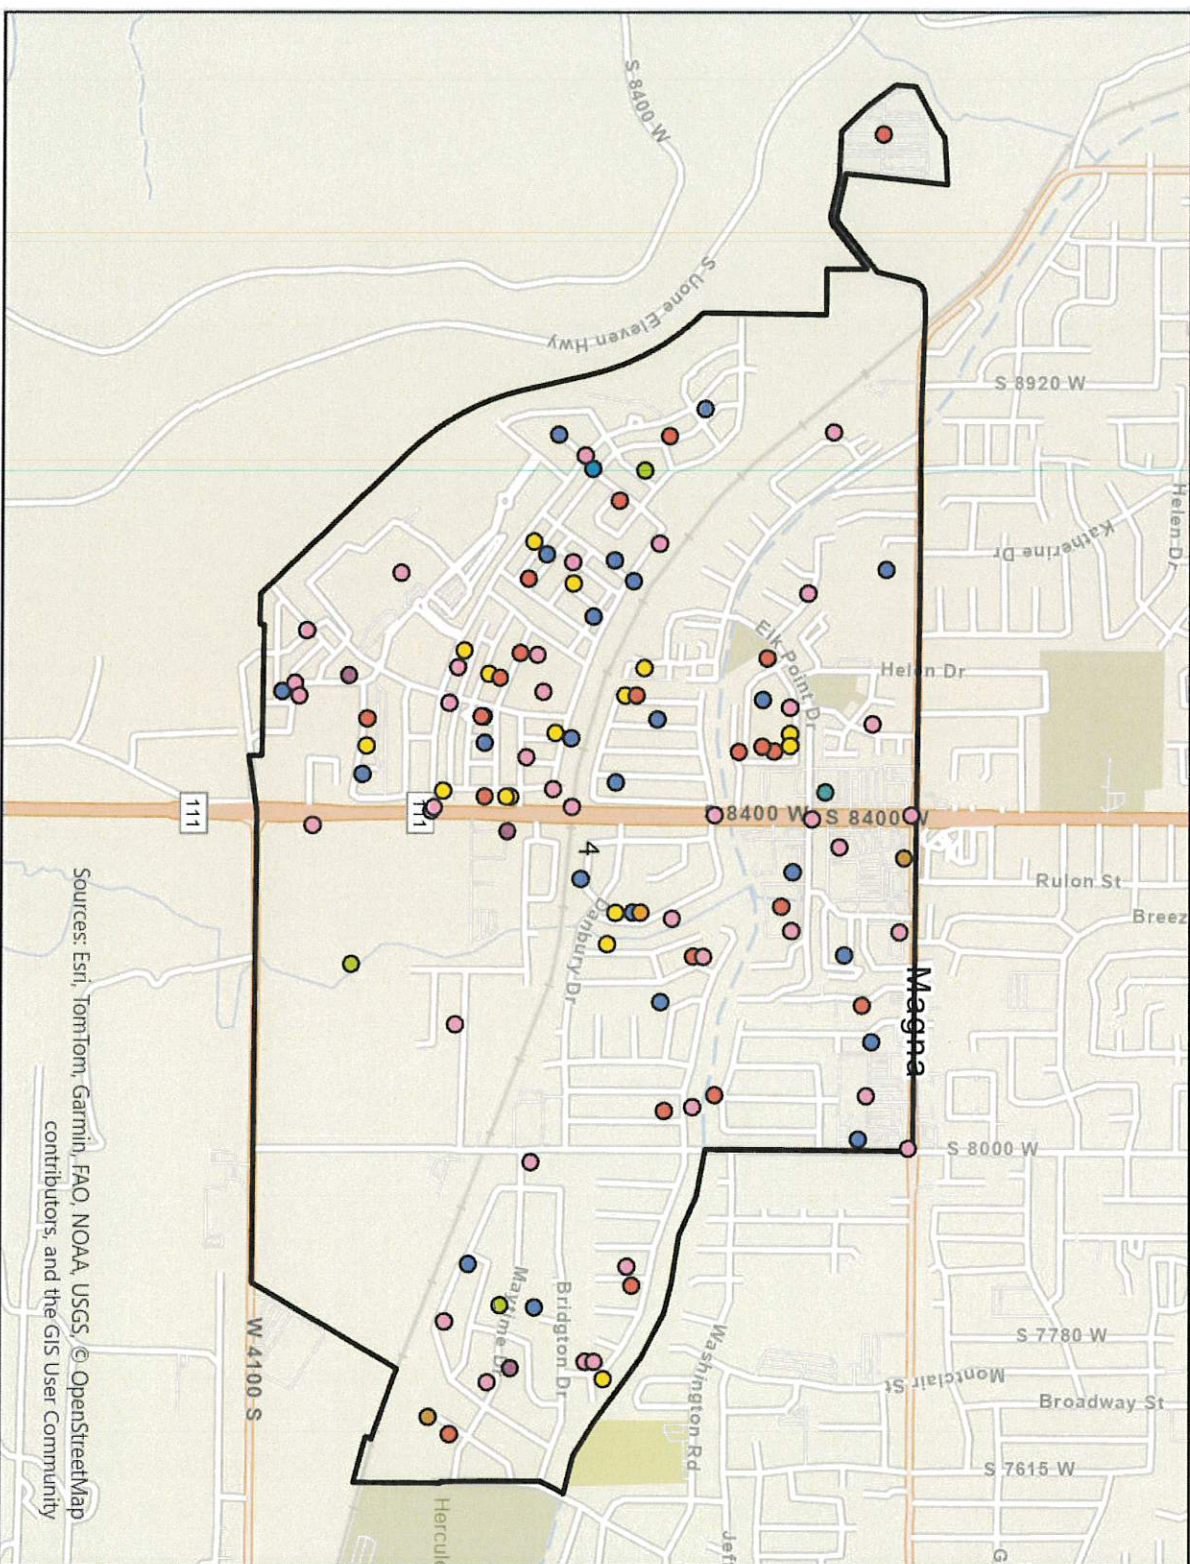 S 8400 W
S Uone Eleven Hwy
S 8920 W
Helen Dr
Katherine Dr
Elk Point Dr
Helen Dr
111
111
8400 W
S 8400 W
4
Rulon St
Breez
Danbury Dr
Magna
S 8000 W
Maytime Dr
Bridgton Dr
Washington Rd
S 7780 W
Montclair St
Broadway St
S 7615 W
W 4100 S
Hercule
Jef
G
Sources: Esri, TomTom, Garmin, FAO, NOAA, USGS, © OpenStreetMap
contributors, and the GIS User Community